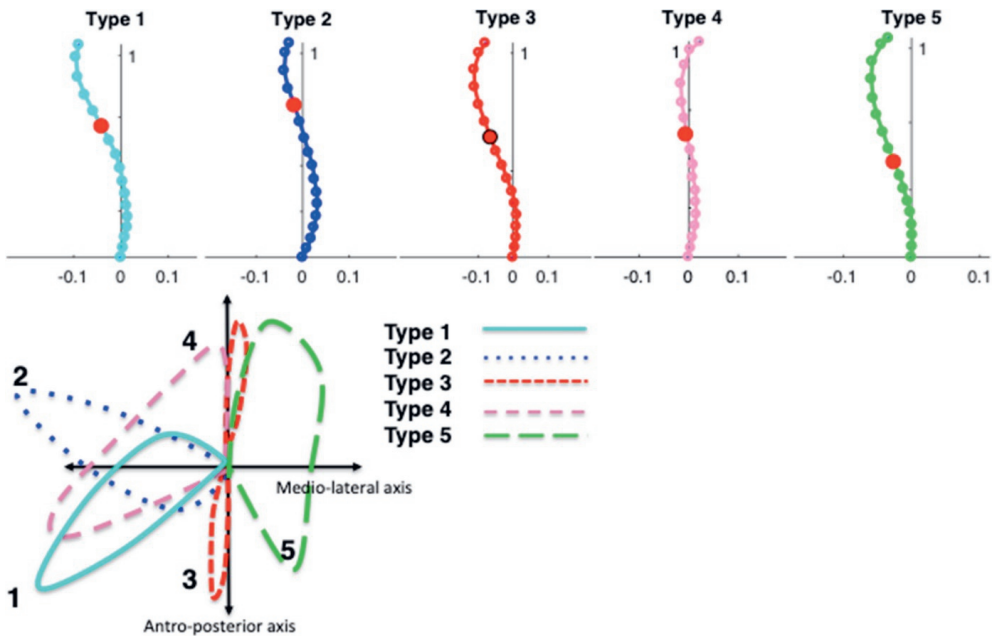 Type 1 Type 2 Type 3 Type 4 Type 5
1 1 1 1 1
-0.1 0 0.1 -0.1 0 0.1 -0.1 0 0.1 -0.1 0 0.1 -0.1 0 0.1
4
2
Type 1
Type 2
Type 3
Type 4
Type 5
Medio-lateral axis
5
3
1
Antro-posterior axis